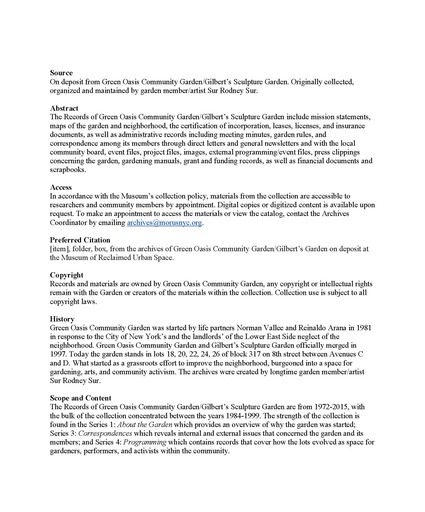 Source
On deposit from Green Oasis Community Garden/Gilbert's Sculpture Garden. Originally collected,
organized and maintained by garden member/artist Sur Rodney Sur.
Abstract
The Records of Green Oasis Community Garden/Gilbert's Sculpture Garden include mission statements,
maps of the garden and neighborhood, the certification of incorporation, leases, licenses, and insurance
documents, as well as administrative records including meeting minutes, garden rules, and
correspondence among its members through direct letters and general newsletters and with the local
community board, event files, project files, images, external programming/event files, press clippings
concerning the garden, gardening manuals, grant and funding records, as well as financial documents and
scrapbooks.
Access
In accordance with the Museum's collection policy, materials from the collection are accessible to
researchers and community members by appointment. Digital copies or digitized content is available upon
request. To make an appointment to access the materials or view the catalog, contact the Archives
Coordinator by emailing archives@morusnyc.org.
Preferred Citation
[item], folder, box, from the archives of Green Oasis Community Garden/Gilbert's Garden on deposit at
the Museum of Reclaimed Urban Space.
Copyright
Records and materials are owned by Green Oasis Community Garden, any copyright or intellectual rights
remain with the Garden or creators of the materials within the collection. Collection use is subject to all
copyright laws.
History
Green Oasis Community Garden was started by life partners Norman Vallee and Reinaldo Arana in 1981
in response to the City of New York's and the landlords' of the Lower East Side neglect of the
neighborhood. Green Oasis Community Garden and Gilbert's Sculpture Garden officially merged in
1997. Today the garden stands in lots 18, 20, 22, 24, 26 of block 317 on 8th street between Avenues C
and D. What started as a grassroots effort to improve the neighborhood, burgeoned into a space for
gardening, arts, and community activism. The archives were created by longtime garden member/artist
Sur Rodney Sur.
Scope and Content
The Records of Green Oasis Community Garden/Gilbert's Sculpture Garden are from 1972-2015, with
the bulk of the collection concentrated between the years 1984-1999. The strength of the collection is
found in the Series 1: About the Garden which provides an overview of why the garden was started;
Series 3: Correspondences which reveals internal and external issues that concerned the garden and its
members; and Series 4: Programming which contains records that cover how the lots evolved as space for
gardeners, performers, and activists within the community.